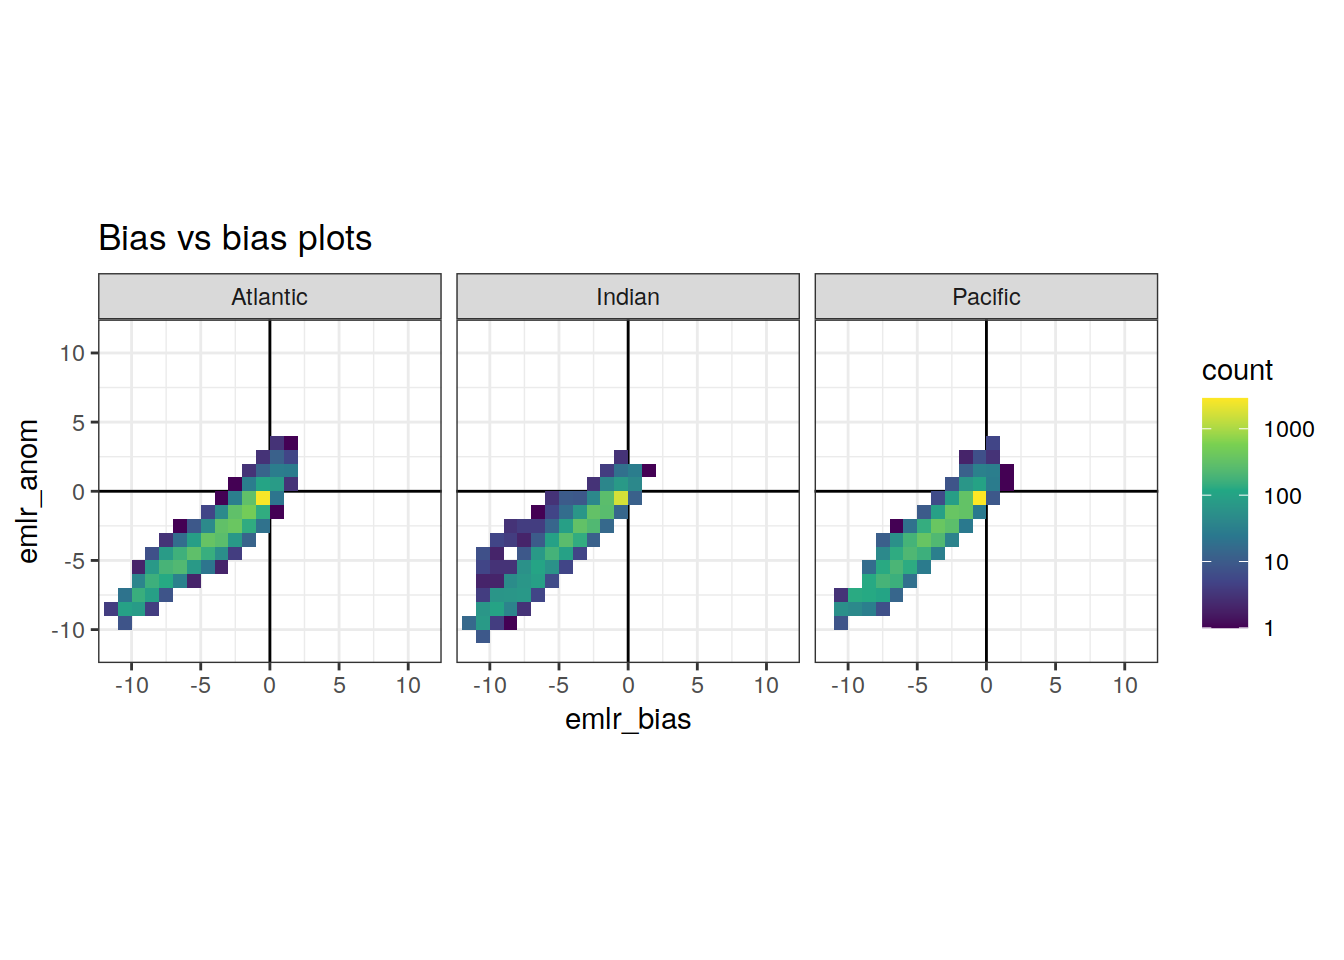 Bias vs bias plots
Atlantic Indian Pacific
count
1000
100
10
1
10
5
0
-5
-10
emlr_anom
-10 -5 0 5 10 -10 -5 0 5 10 -10 -5 0 5 10
emlr_bias